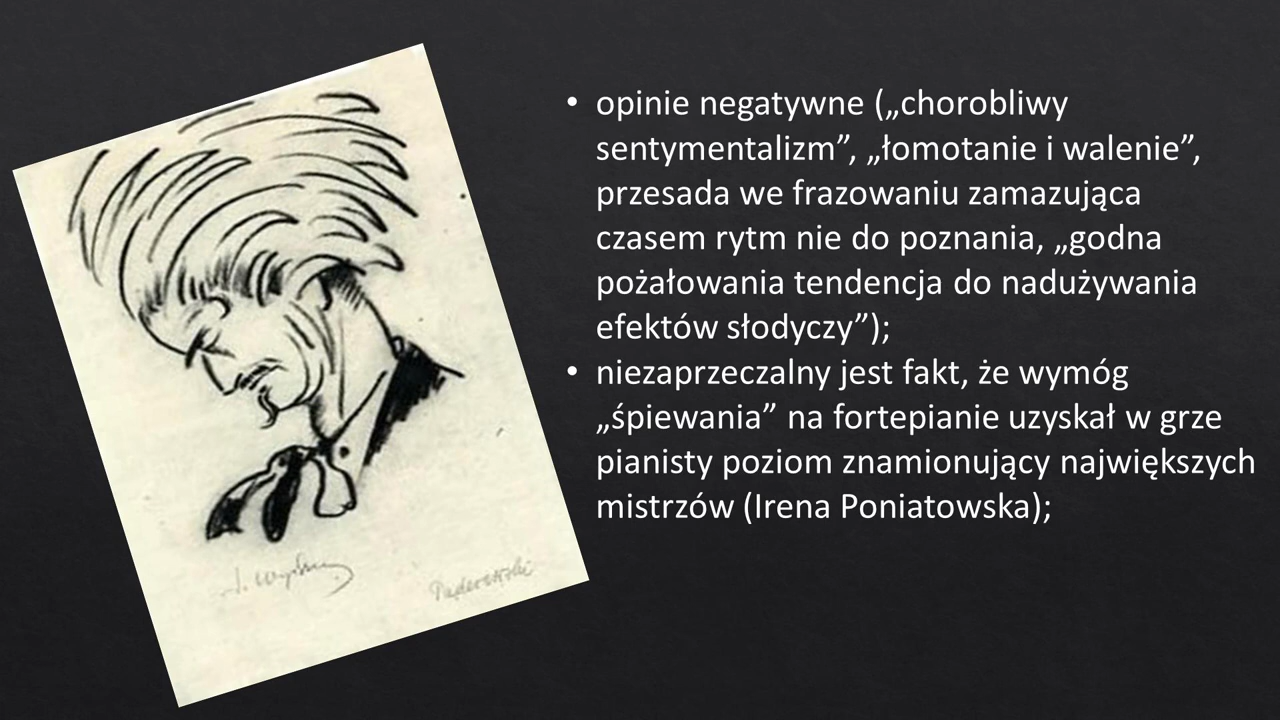 • opinie negatywne („chorobliwy
sentymentalizm”, „łomotanie i walenie”,
przesada we frazowaniu zamazująca
czasem rytm nie do poznania, „godna
pożałowania tendencja do nadużywania
efektów słodyczy”);
• niezaprzeczalny jest fakt, że wymóg
„śpiewania” na fortepianie uzyskał w grze
pianisty poziom znamionujący największych
mistrzów (Irena Poniatowska);
Paderewski